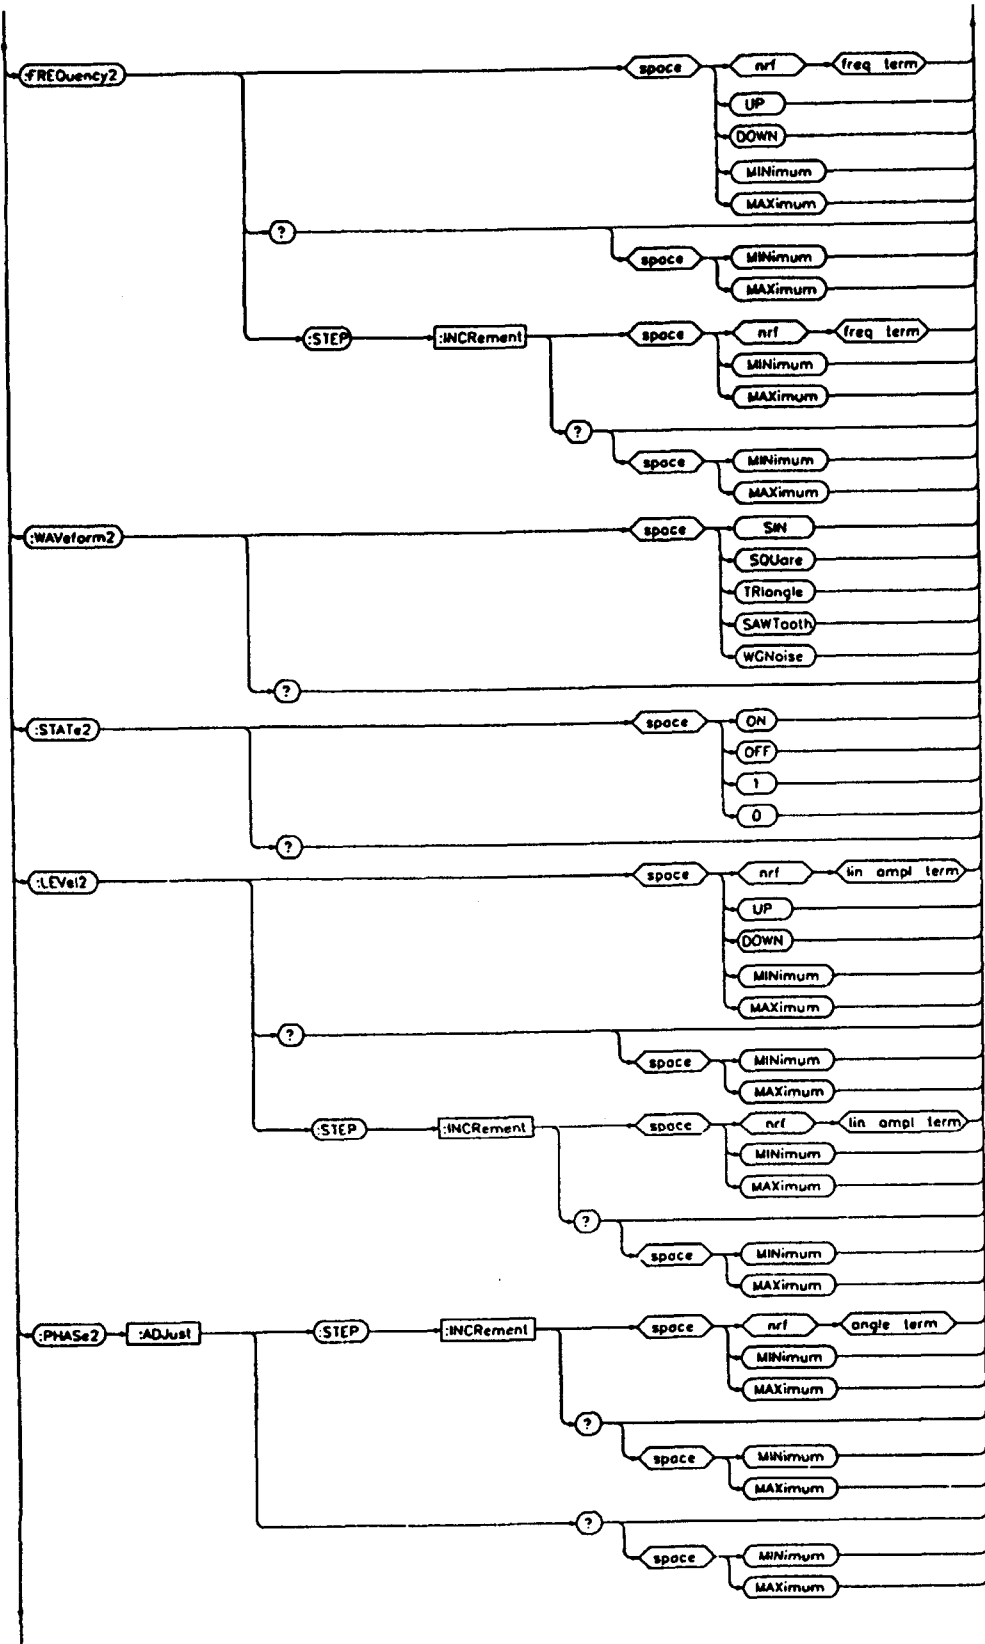 :FREQuency2 space nrf freq term
UP
DOWN
MINimum
MAXimum
?
space MINimum
MAXimum
:STEP :INCRement space nrf freq term
MINimum
MAXimum
?
space MINimum
MAXimum
:WAVeform2 space SIN
SQUare
TRIangle
SAWTooth
WGNoise
?
:STATe2 space ON
OFF
1
0
?
:LEVel2 space nrf lin ampl term
UP
DOWN
MINimum
MAXimum
?
space MINimum
MAXimum
:STEP :INCRement space nrf lin ampl term
MINimum
MAXimum
?
space MINimum
MAXimum
:PHASe2 :ADJust :STEP :INCRement space nrf angle term
MINimum
MAXimum
?
space MINimum
MAXimum
?
space MINimum
MAXimum